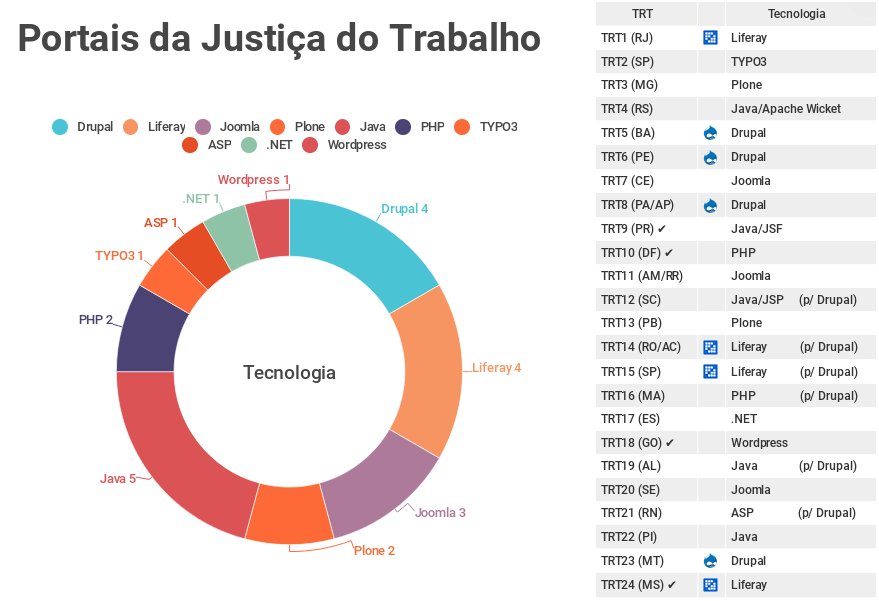 Portais da Justiça do Trabalho
Drupal Liferay Joomla Plone Java PHP TYPO3
ASP .NET Wordpress
Wordpress 1
.NET 1
Drupal 4
ASP 1
TYPO3 1
PHP 2
Tecnologia
Liferay 4
Java 5
Joomla 3
Plone 2
TRT Tecnologia
TRT1 (RJ) Liferay
TRT2 (SP) TYPO3
TRT3 (MG) Plone
TRT4 (RS) Java/Apache Wicket
TRT5 (BA) Drupal
TRT6 (PE) Drupal
TRT7 (CE) Joomla
TRT8 (PA/AP) Drupal
TRT9 (PR) ✔ Java/JSF
TRT10 (DF) ✔ PHP
TRT11 (AM/RR) Joomla
TRT12 (SC) Java/JSP (p/ Drupal)
TRT13 (PB) Plone
TRT14 (RO/AC) Liferay (p/ Drupal)
TRT15 (SP) Liferay (p/ Drupal)
TRT16 (MA) PHP (p/ Drupal)
TRT17 (ES) .NET
TRT18 (GO) ✔ Wordpress
TRT19 (AL) Java (p/ Drupal)
TRT20 (SE) Joomla
TRT21 (RN) ASP (p/ Drupal)
TRT22 (PI) Java
TRT23 (MT) Drupal
TRT24 (MS) ✔ Liferay